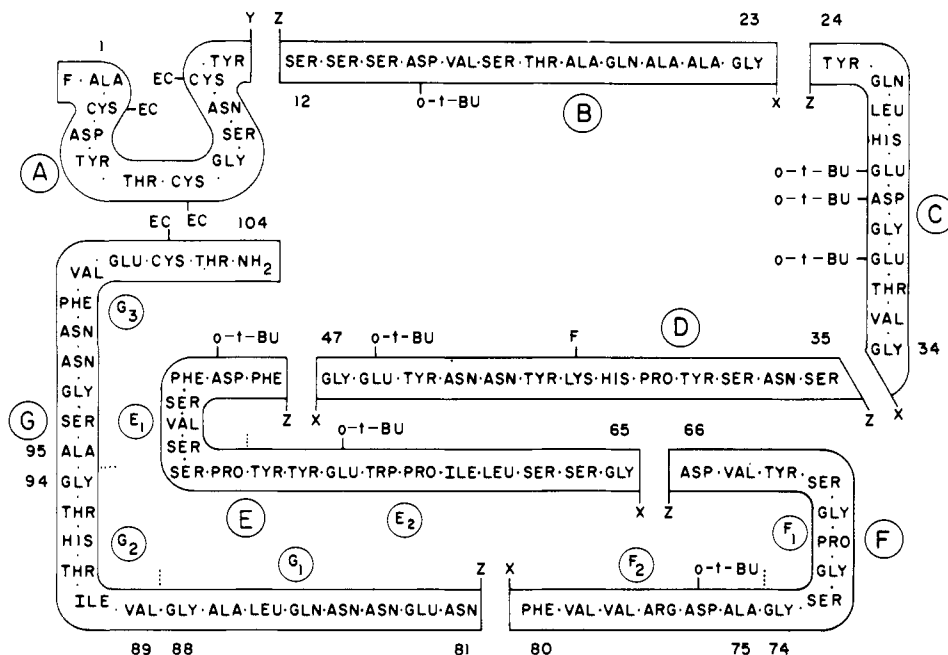 1
F · ALA
CYS
EC
ASP
TYR
THR · CYS
GLY
SER
ASN
EC
CYS
TYR
A
Y Z
SER · SER · SER · ASP · VAL · SER · THR · ALA · GLN · ALA · ALA · GLY
12
o-t-BU
B
23
X Z
24
TYR
GLN
LEU
HIS
o-t-BU GLU
o-t-BU ASP
GLY
o-t-BU GLU
THR
VAL
GLY
34
C
EC EC 104
GLU · CYS · THR · NH2
VAL
PHE
ASN
ASN
GLY
SER
95 ALA
94 GLY
THR
HIS
THR
ILE
G3
G
G2
D
47 o-t-BU F 35
GLY · GLU · TYR · ASN · ASN · TYR · LYS · HIS · PRO · TYR · SER · ASN · SER
Z X
Z X
o-t-BU
PHE · ASP · PHE
SER
VAL
SER
E1
o-t-BU 65
SER · PRO · TYR · TYR · GLU · TRP · PRO · ILE · LEU · SER · SER · GLY
E
E2
X Z
66
ASP · VAL · TYR
SER
GLY
PRO
GLY
SER
F1
F
F2
o-t-BU
PHE · VAL · VAL · ARG · ASP · ALA · GLY
80 75 74
Z X
G1
VAL · GLY · ALA · LEU · GLN · ASN · ASN · GLU · ASN
89 88 81